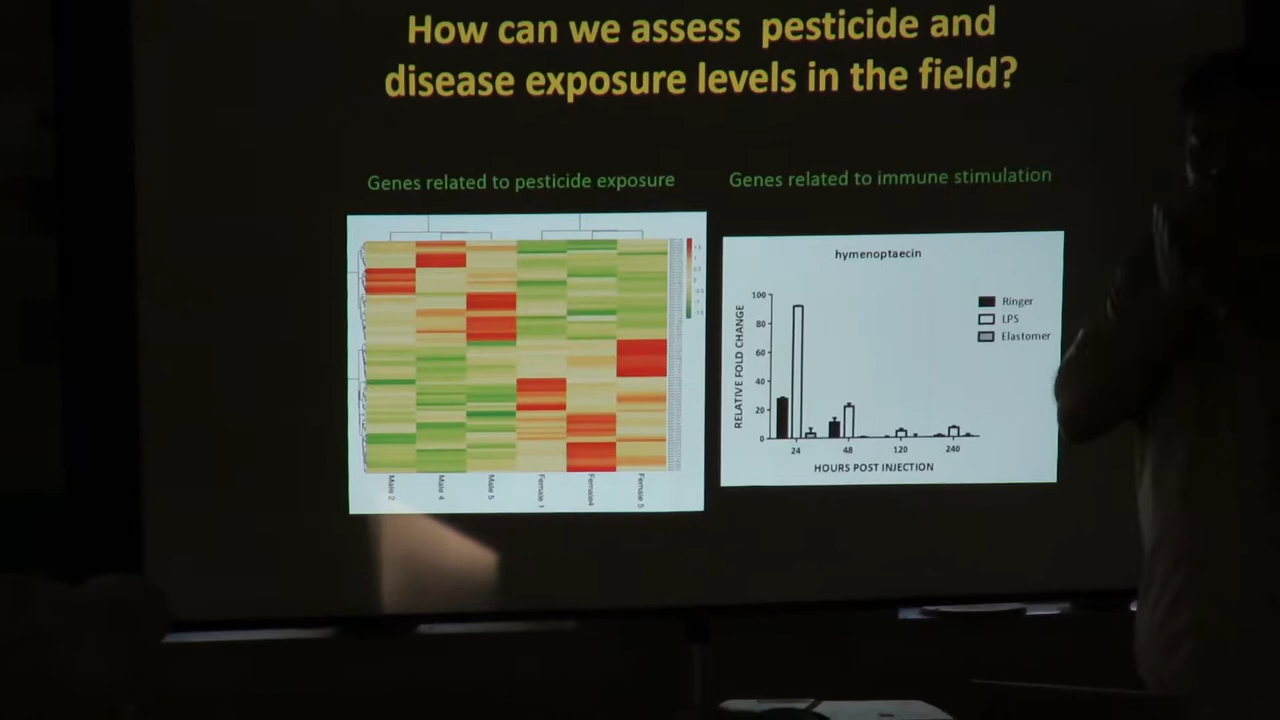 How can we assess pesticide and
disease exposure levels in the field?
Genes related to pesticide exposure
Genes related to immune stimulation
Male 2
Male 4
Male 5
Female 1
Female4
Female 5
hymenoptaecin
RELATIVE FOLD CHANGE
100
80
60
40
20
0
24
48
120
240
HOURS POST INJECTION
Ringer
LPS
Elastomer